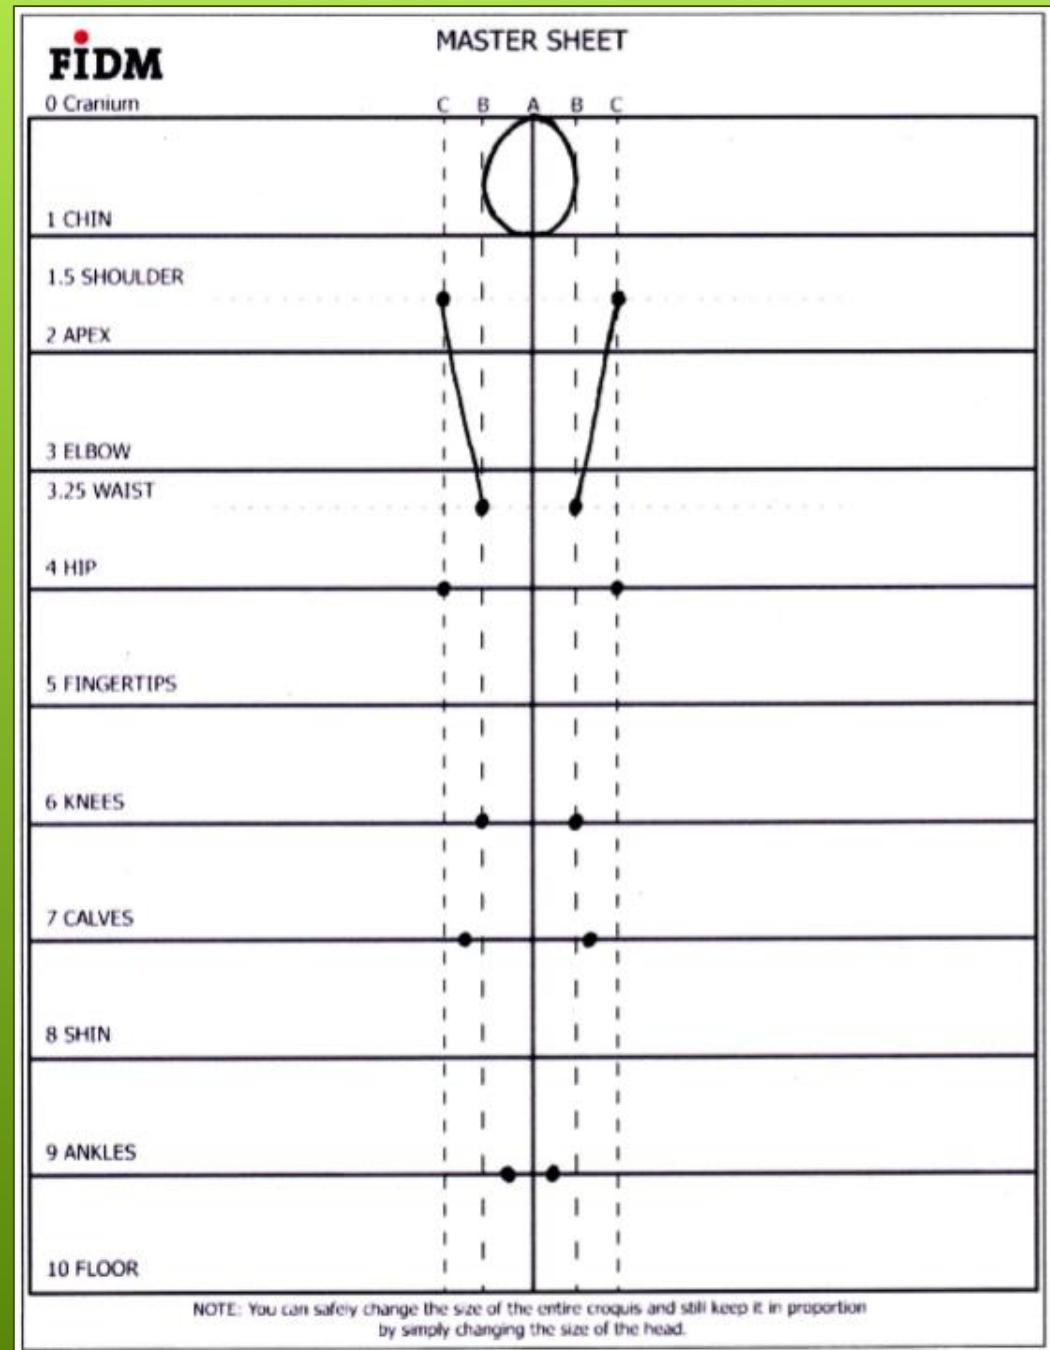 FIDM
MASTER SHEET
0 Cranium
C B A B C
1 CHIN
1.5 SHOULDER
2 APEX
3 ELBOW
3.25 WAIST
4 HIP
5 FINGERTIPS
6 KNEES
7 CALVES
8 SHIN
9 ANKLES
10 FLOOR
NOTE: You can safely change the size of the entire croquis and still keep it in proportion
by simply changing the size of the head.